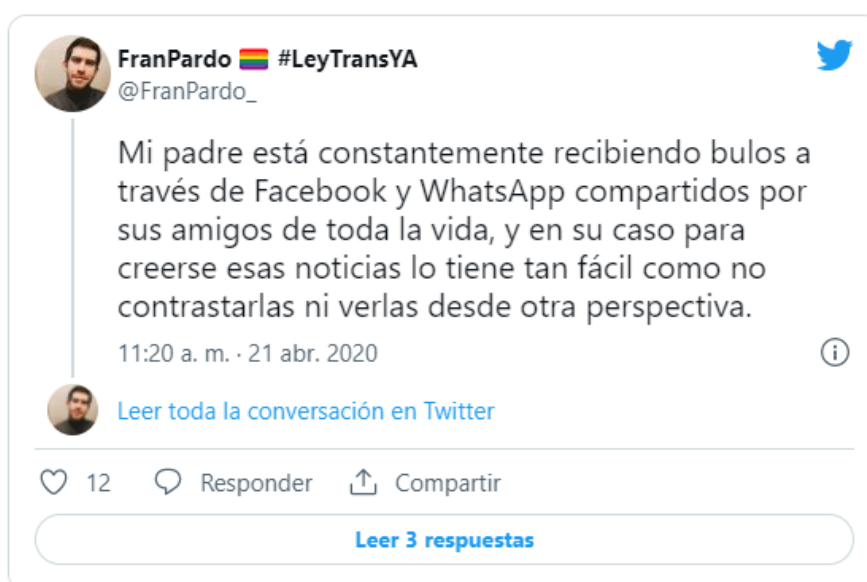 FranPardo 🏳️‍🌈 #LeyTransYA
@FranPardo_
Mi padre está constantemente recibiendo bulos a
través de Facebook y WhatsApp compartidos por
sus amigos de toda la vida, y en su caso para
creerse esas noticias lo tiene tan fácil como no
contrastarlas ni verlas desde otra perspectiva.
11:20 a. m. · 21 abr. 2020
Leer toda la conversación en Twitter
12 Responder Compartir
Leer 3 respuestas